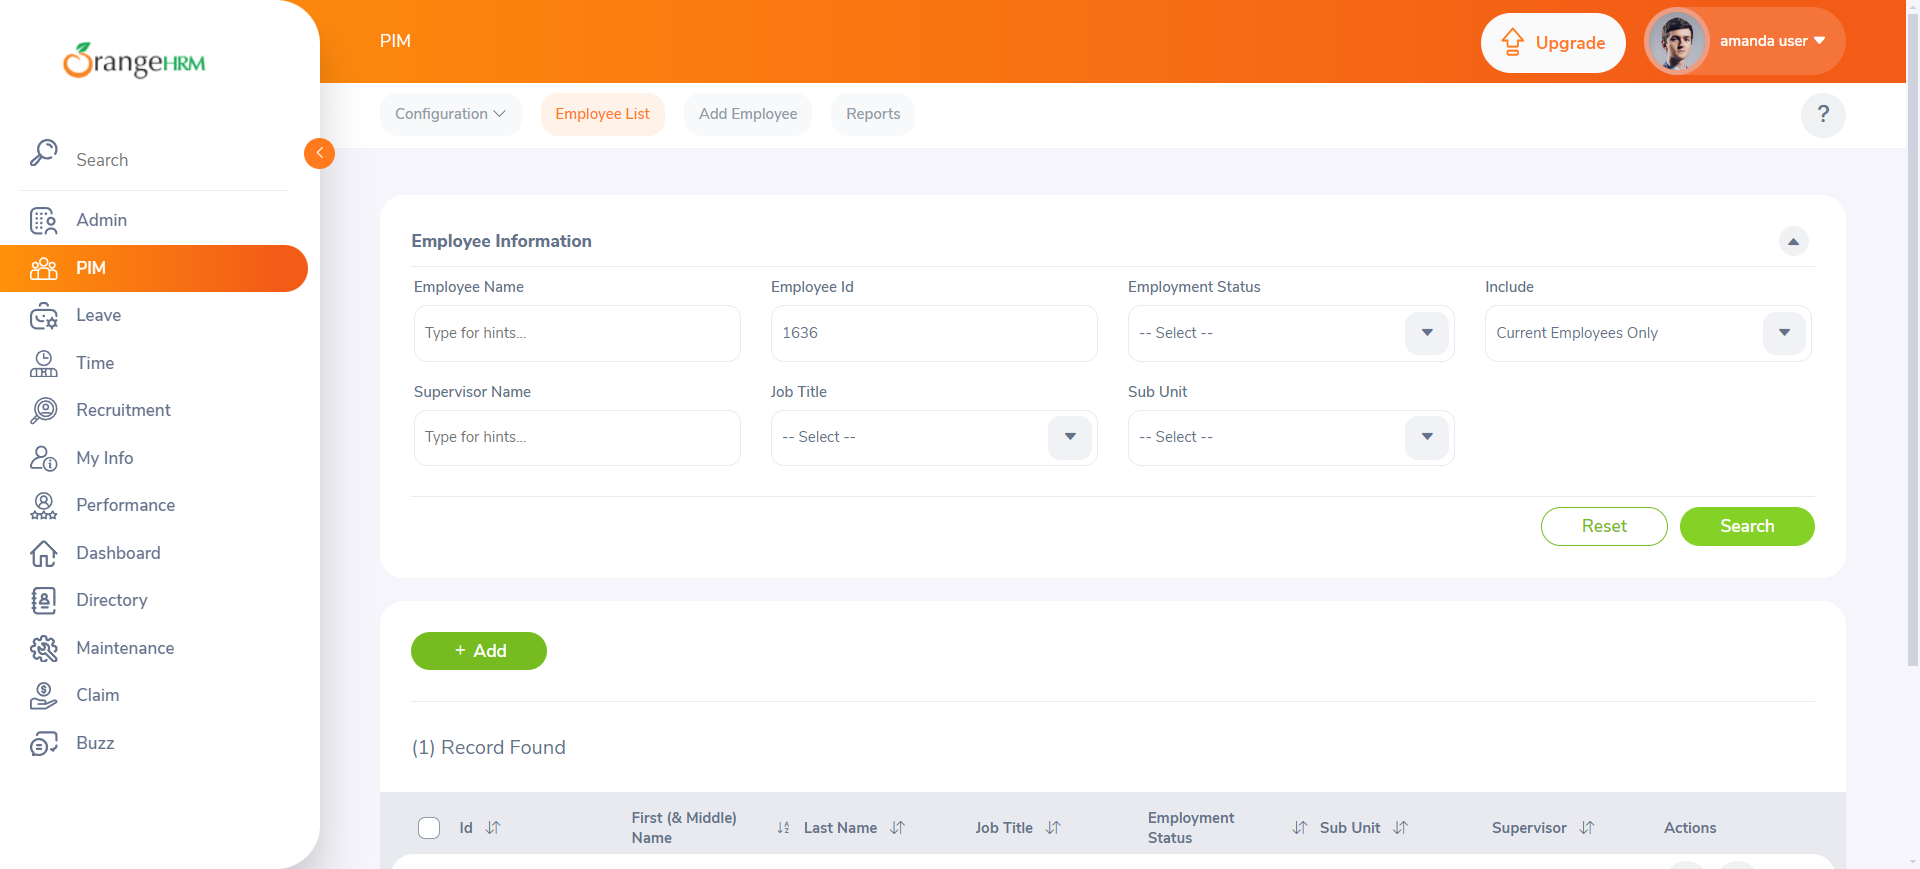 OrangeHRM
PIM
Upgrade
amanda user
Configuration
Employee List
Add Employee
Reports
?
Search
Admin
PIM
Leave
Time
Recruitment
My Info
Performance
Dashboard
Directory
Maintenance
Claim
Buzz
Employee Information
Employee Name
Employee Id
Employment Status
Include
Type for hints...
1636
-- Select --
Current Employees Only
Supervisor Name
Job Title
Sub Unit
Type for hints...
-- Select --
-- Select --
Reset
Search
+ Add
(1) Record Found
Id
First (& Middle)
Name
Last Name
Job Title
Employment
Status
Sub Unit
Supervisor
Actions